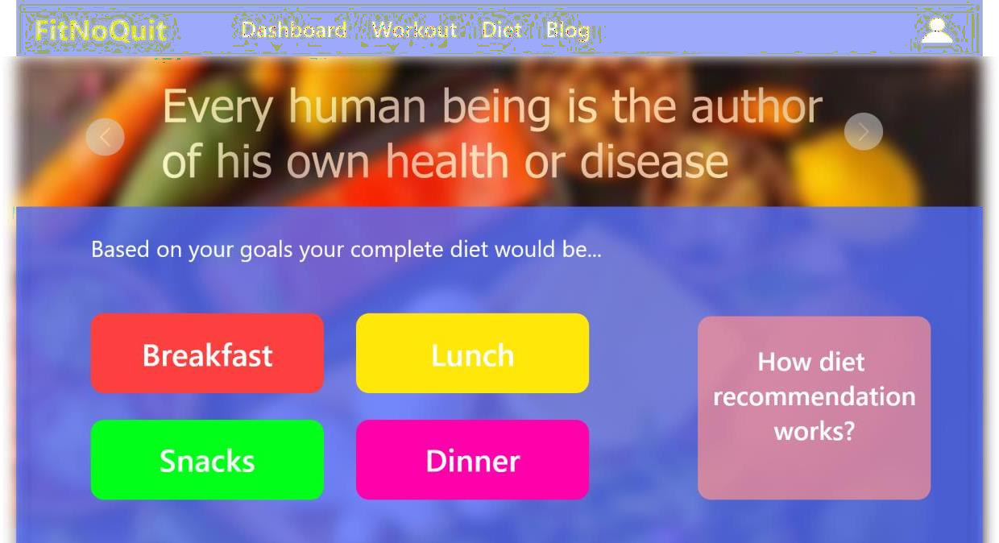 FitNoQuit Dashboard Workout Diet Blog
Every human being is the author
of his own health or disease
Based on your goals your complete diet would be...
Breakfast
Lunch
Snacks
Dinner
How diet
recommendation
works?